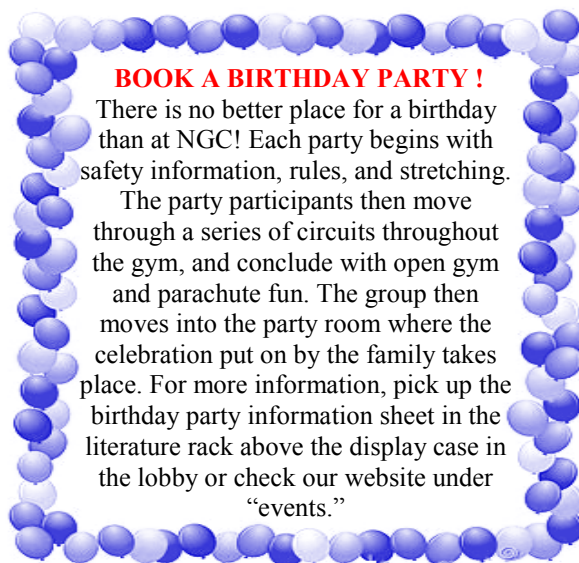 BOOK A BIRTHDAY PARTY !
There is no better place for a birthday
than at NGC! Each party begins with
safety information, rules, and stretching.
The party participants then move
through a series of circuits throughout
the gym, and conclude with open gym
and parachute fun. The group then
moves into the party room where the
celebration put on by the family takes
place. For more information, pick up the
birthday party information sheet in the
literature rack above the display case in
the lobby or check our website under
“events.”